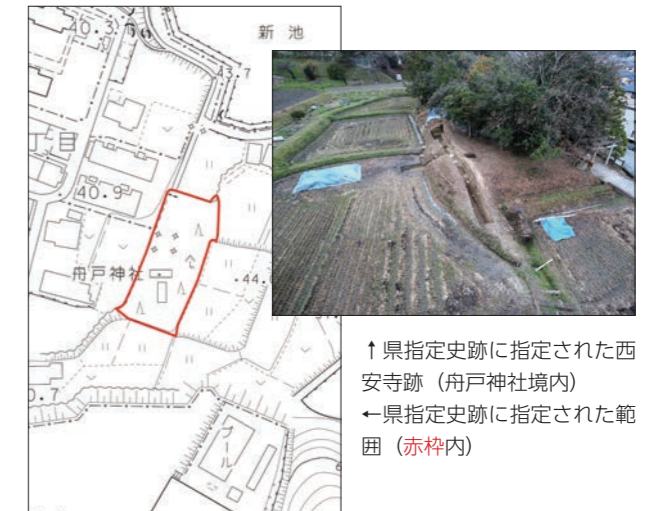 40.3
新 池
43.7
丁目
40.9
舟戸神社
.44.
0.7
プール
↑県指定史跡に指定された西
安寺跡（舟戸神社境内）
←県指定史跡に指定された範
囲（赤枠内）